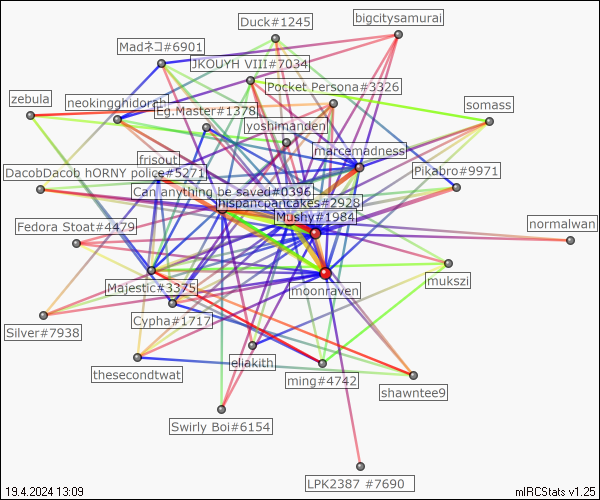 Duck#1245
bigcitysamurai
Madネコ#6901
JKOUYH VIII#7034
Pocket Persona#3326
zebula
neokingghidorah
Eg.Master#1378
somass
yoshimanden
marcemadness
frisout
DacobDacob hORNY police#5271
Pikabro#9971
Can anything be saved#0396
hispanicpancakes#2928
Mushy#1984
Fedora Stoat#4479
normalwan
Majestic#3375
moonraven
mukszi
Cypha#1717
Silver#7938
eliakith
thesecondtwat
ming#4742
shawntee9
Swirly Boi#6154
LPK2387 #7690
19.4.2024 13:09
mIRCStats v1.25